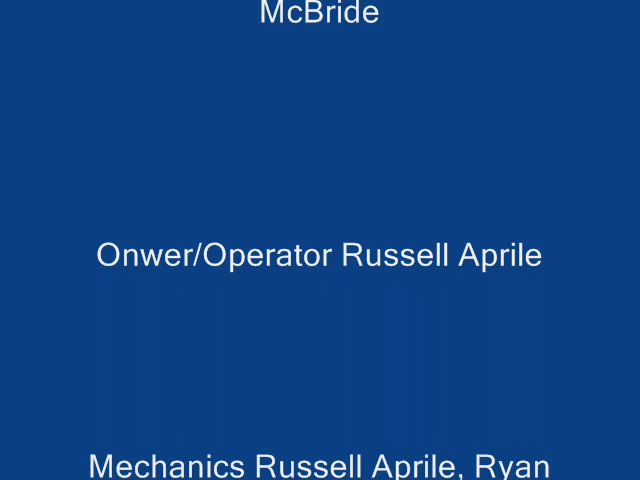 McBride
Onwer/Operator Russell Aprile
Mechanics Russell Aprile, Ryan